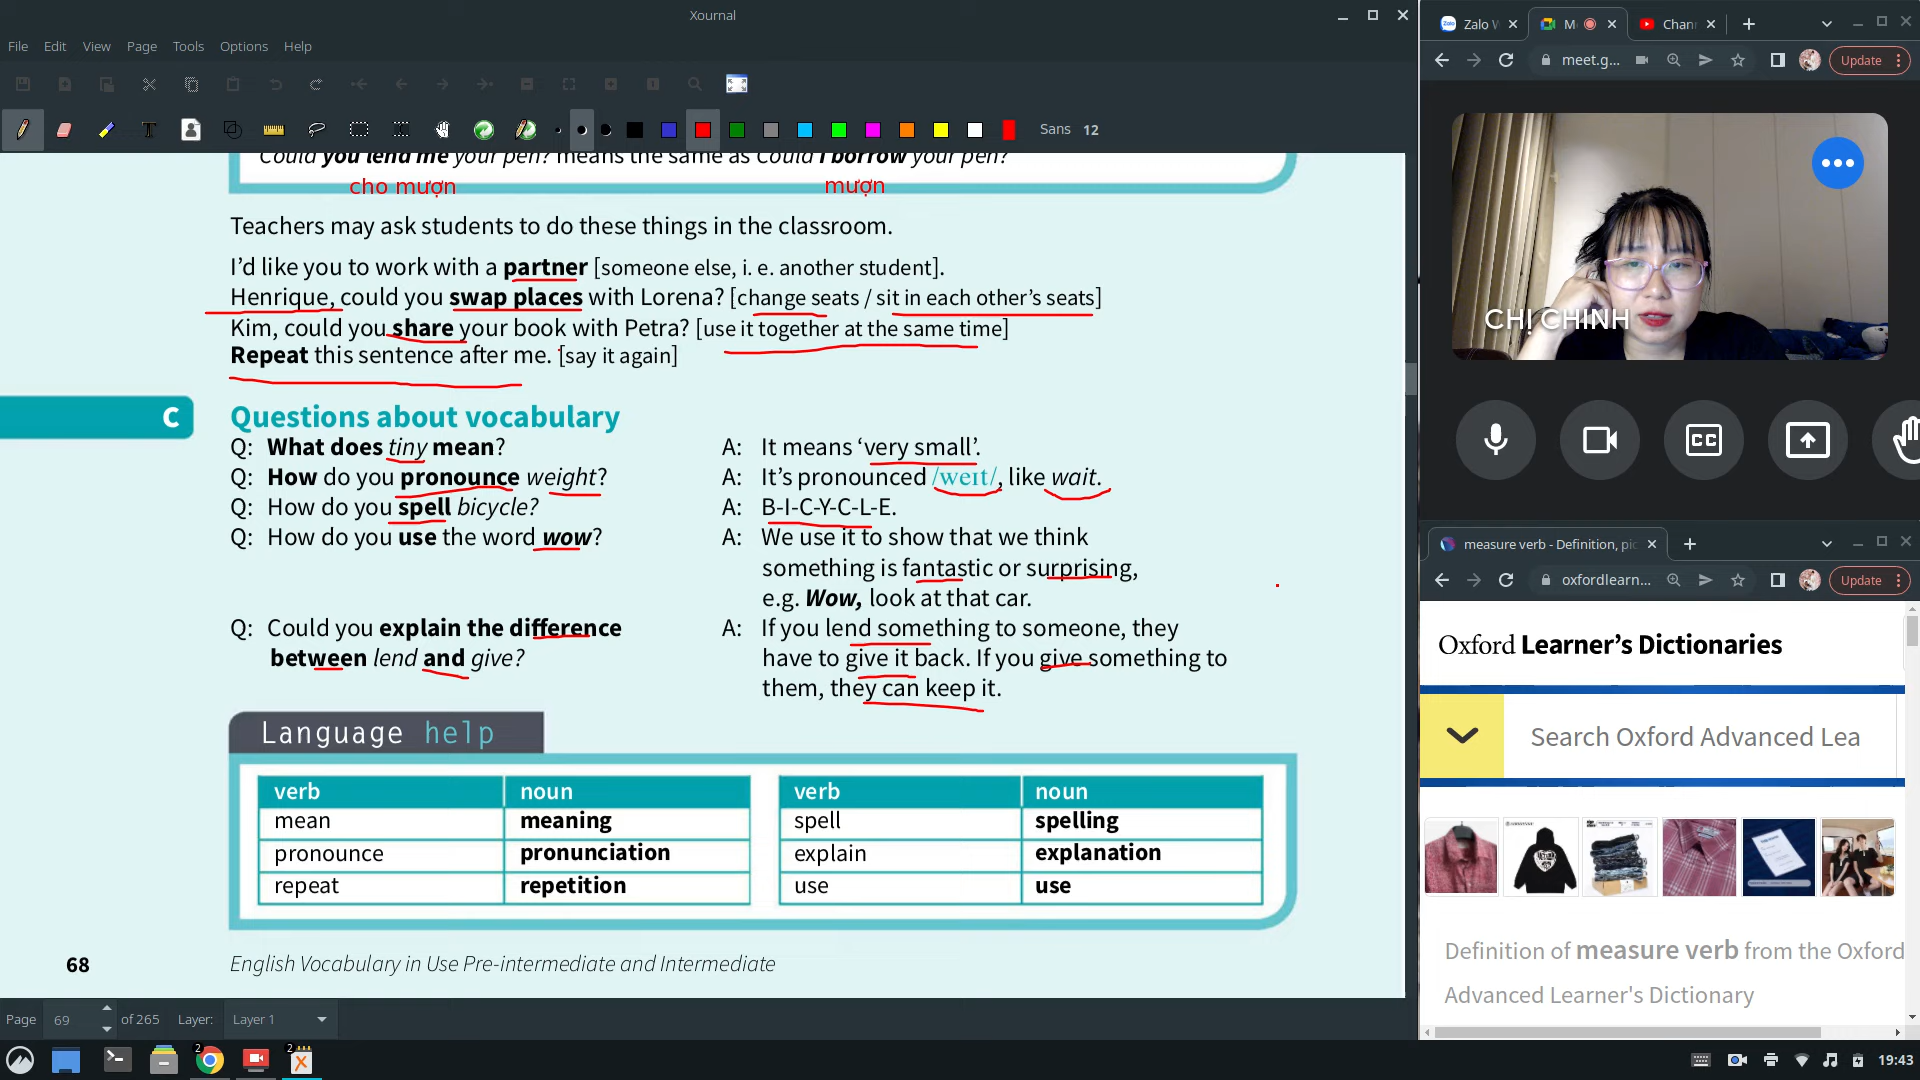 Xournal
File Edit View Page Tools Options Help
Sans 12
Could you lend me your pen? means the same as Could I borrow your pen?
cho mượn mượn
Teachers may ask students to do these things in the classroom.
I'd like you to work with a partner [someone else, i. e. another student].
Henrique, could you swap places with Lorena? [change seats / sit in each other's seats]
Kim, could you share your book with Petra? [use it together at the same time]
Repeat this sentence after me. [say it again]
C Questions about vocabulary
Q: What does tiny mean? A: It means ‘very small’.
Q: How do you pronounce weight? A: It's pronounced /weɪt/, like wait.
Q: How do you spell bicycle? A: B-I-C-Y-C-L-E.
Q: How do you use the word wow? A: We use it to show that we think
something is fantastic or surprising,
e.g. Wow, look at that car.
Q: Could you explain the difference A: If you lend something to someone, they
between lend and give? have to give it back. If you give something to
them, they can keep it.
Language help
verb noun verb noun
mean meaning spell spelling
pronounce pronunciation explain explanation
repeat repetition use use
68 English Vocabulary in Use Pre-intermediate and Intermediate
Page 69 of 265 Layer: Layer 1
Zalo W M Chan
meet.g... Update
CHỊ CHINH
CC
measure verb - Definition, pic
oxfordlearn... Update
Oxford Learner's Dictionaries
Search Oxford Advanced Lea
Definition of measure verb from the Oxford
Advanced Learner's Dictionary
2 2 19:43